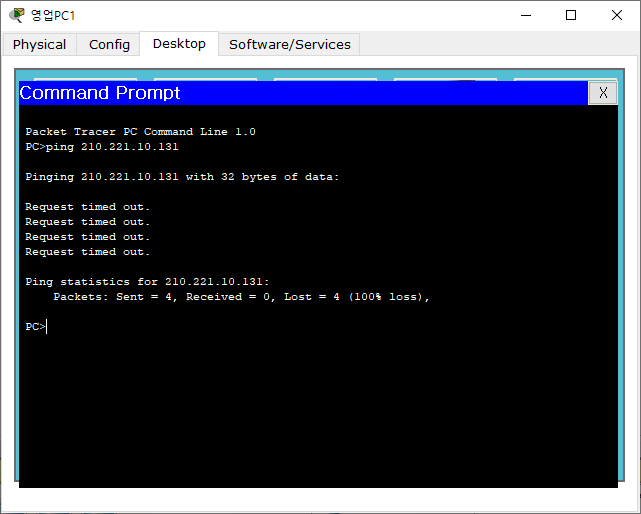 영업PC1
Physical Config Desktop Software/Services
Command Prompt X
Packet Tracer PC Command Line 1.0
PC>ping 210.221.10.131
Pinging 210.221.10.131 with 32 bytes of data:
Request timed out.
Request timed out.
Request timed out.
Request timed out.
Ping statistics for 210.221.10.131:
Packets: Sent = 4, Received = 0, Lost = 4 (100% loss),
PC>